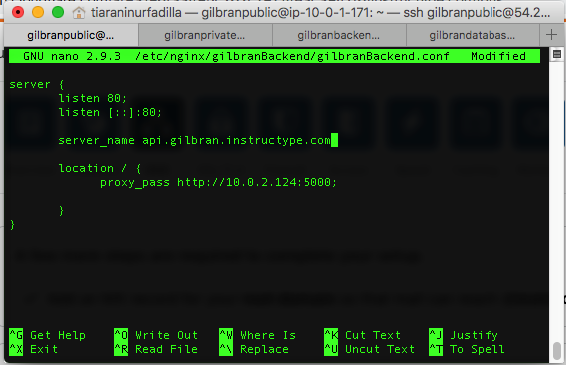 tiaraninurfadilla — gilbranpublic@ip-10-0-1-171: ~ — ssh gilbranpublic@54.2...
gilbranpublic@... gilbranprivate... gilbranbacken... gilbrandatabas...
GNU nano 2.9.3 /etc/nginx/gilbranBackend/gilbranBackend.conf Modified
server {
listen 80;
listen [::]:80;
server_name api.gilbran.instructype.com
location / {
proxy_pass http://10.0.2.124:5000;
}
}
^G Get Help ^O Write Out ^W Where Is ^K Cut Text ^J Justify
^X Exit ^R Read File ^\ Replace ^U Uncut Text ^T To Spell